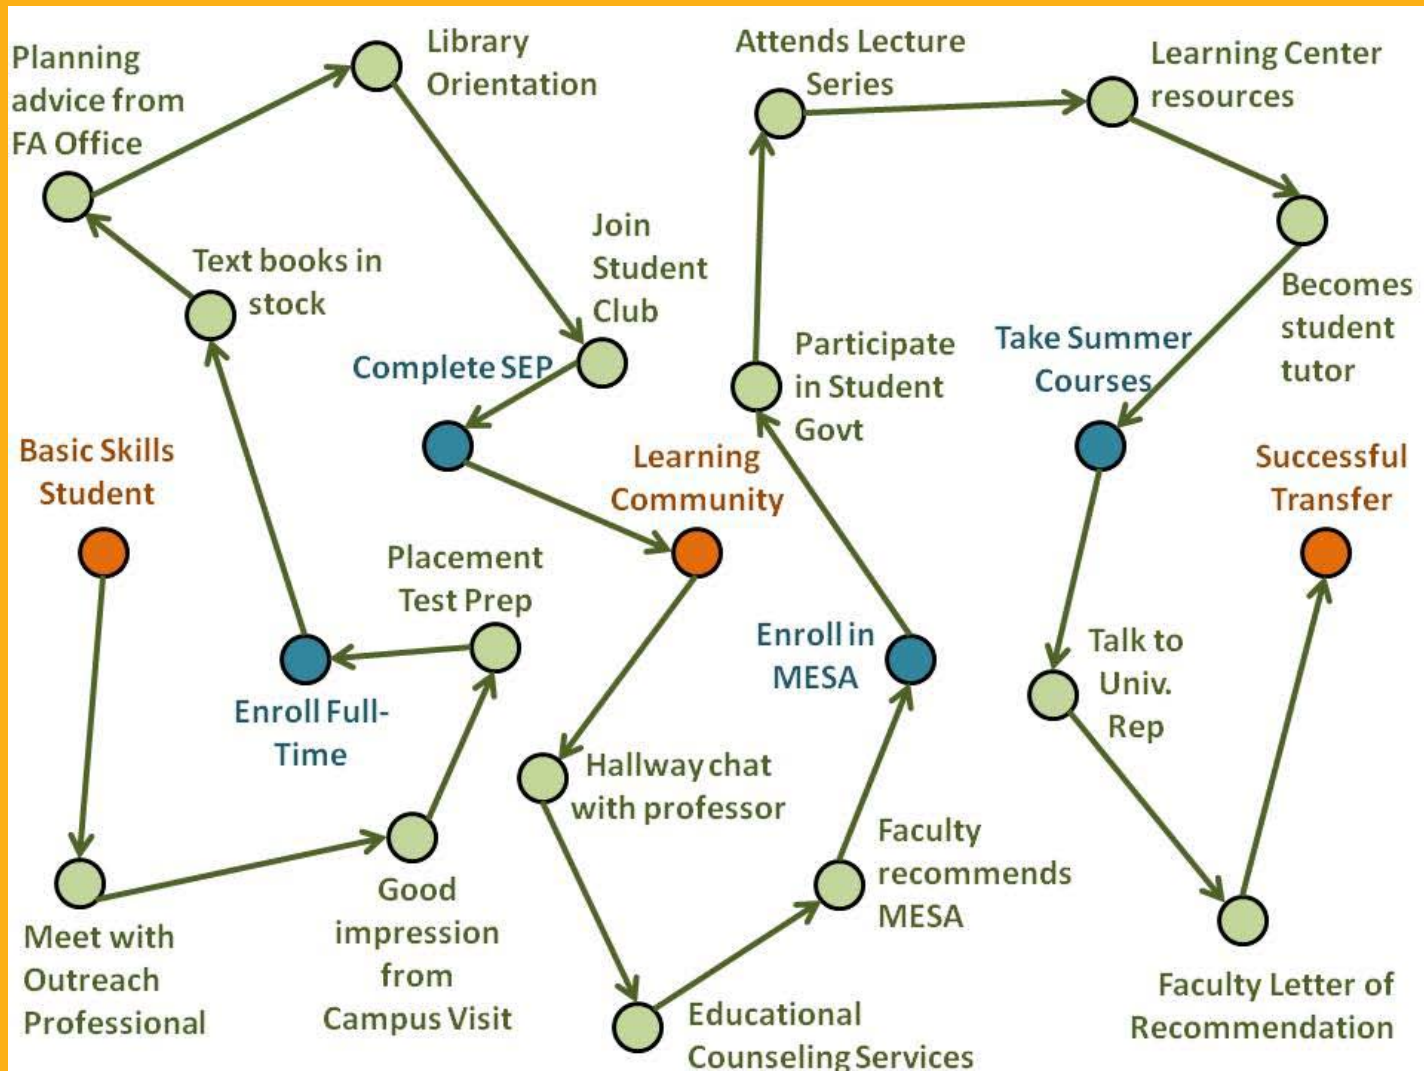 Planning
advice from
FA Office
Library
Orientation
Text books in
stock
Join
Student
Club
Complete SEP
Basic Skills
Student
Placement
Test Prep
Enroll Full-
Time
Meet with
Outreach
Professional
Good
impression
from
Campus Visit
Learning
Community
Hallway chat
with professor
Educational
Counseling Services
Faculty
recommends
MESA
Enroll in
MESA
Participate
in Student
Govt
Attends Lecture
Series
Learning Center
resources
Becomes
student
tutor
Take Summer
Courses
Talk to
Univ.
Rep
Faculty Letter of
Recommendation
Successful
Transfer